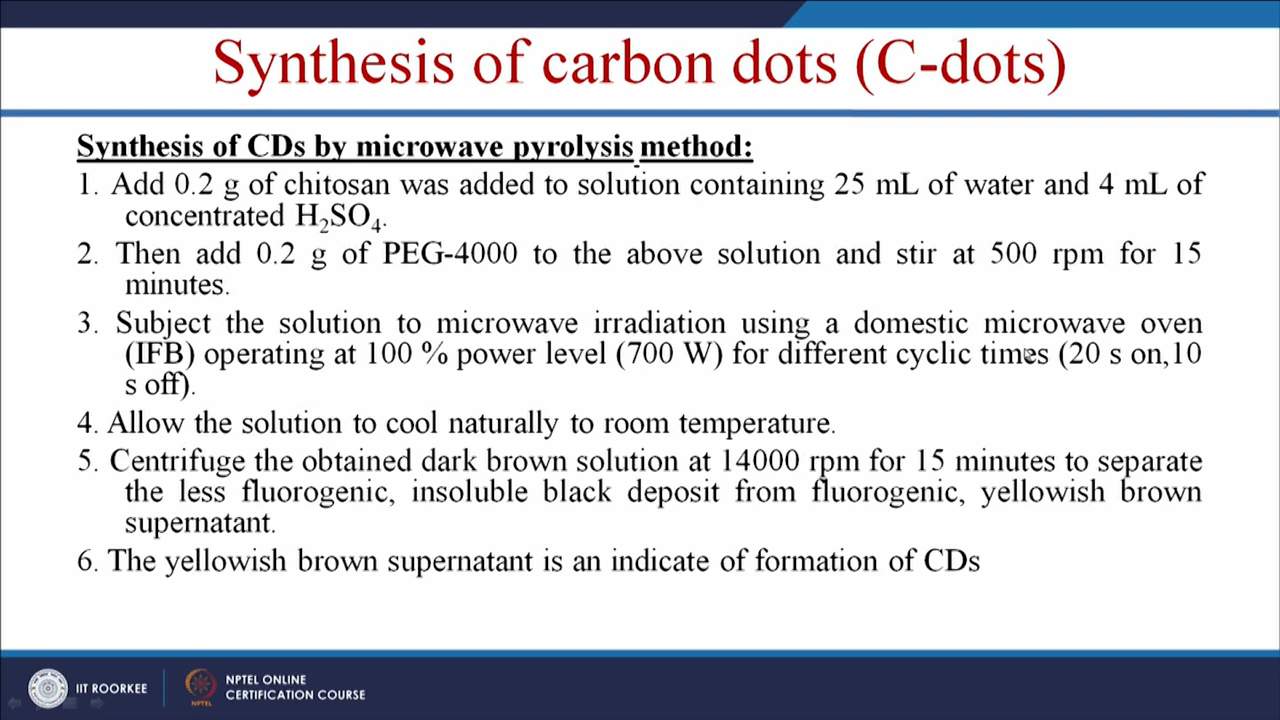 Synthesis of carbon dots (C-dots)
Synthesis of CDs by microwave pyrolysis method:
1. Add 0.2 g of chitosan was added to solution containing 25 mL of water and 4 mL of
concentrated H₂SO₄.
2. Then add 0.2 g of PEG-4000 to the above solution and stir at 500 rpm for 15
minutes.
3. Subject the solution to microwave irradiation using a domestic microwave oven
(IFB) operating at 100 % power level (700 W) for different cyclic times (20 s on,10
s off).
4. Allow the solution to cool naturally to room temperature.
5. Centrifuge the obtained dark brown solution at 14000 rpm for 15 minutes to separate
the less fluorogenic, insoluble black deposit from fluorogenic, yellowish brown
supernatant.
6. The yellowish brown supernatant is an indicate of formation of CDs
IIT ROORKEE
NPTEL
NPTEL ONLINE
CERTIFICATION COURSE